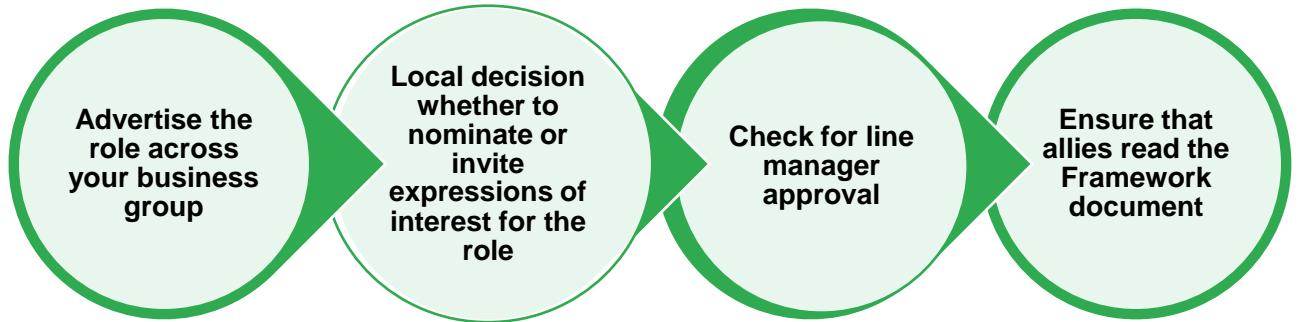 Advertise the
role across
your business
group
Local decision
whether to
nominate or
invite
expressions of
interest for the
role
Check for line
manager
approval
Ensure that
allies read the
Framework
document